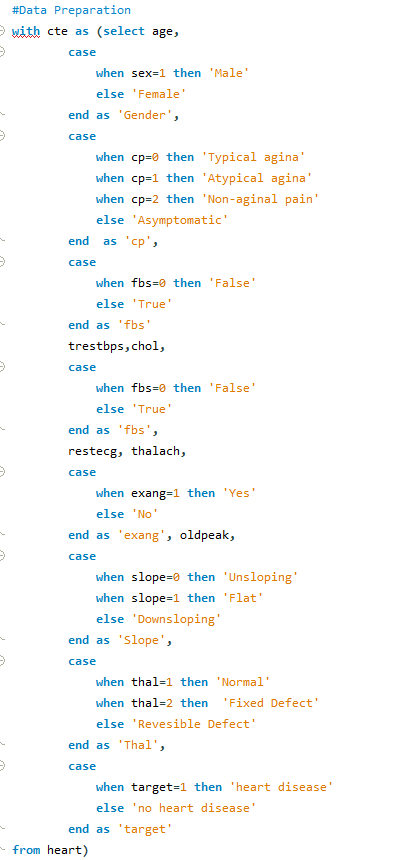 #Data Preparation
with cte as (select age,
case
when sex=1 then 'Male'
else 'Female'
end as 'Gender',
case
when cp=0 then 'Typical agina'
when cp=1 then 'Atypical agina'
when cp=2 then 'Non-aginal pain'
else 'Asymptomatic'
end  as 'cp',
case
when fbs=0 then 'False'
else 'True'
end as 'fbs'
trestbps,chol,
case
when fbs=0 then 'False'
else 'True'
end as 'fbs',
restecg, thalach,
case
when exang=1 then 'Yes'
else 'No'
end as 'exang', oldpeak,
case
when slope=0 then 'Unsloping'
when slope=1 then 'Flat'
else 'Downsloping'
end as 'Slope',
case
when thal=1 then 'Normal'
when thal=2 then  'Fixed Defect'
else 'Revesible Defect'
end as 'Thal',
case
when target=1 then 'heart disease'
else 'no heart disease'
end as 'target'
from heart)